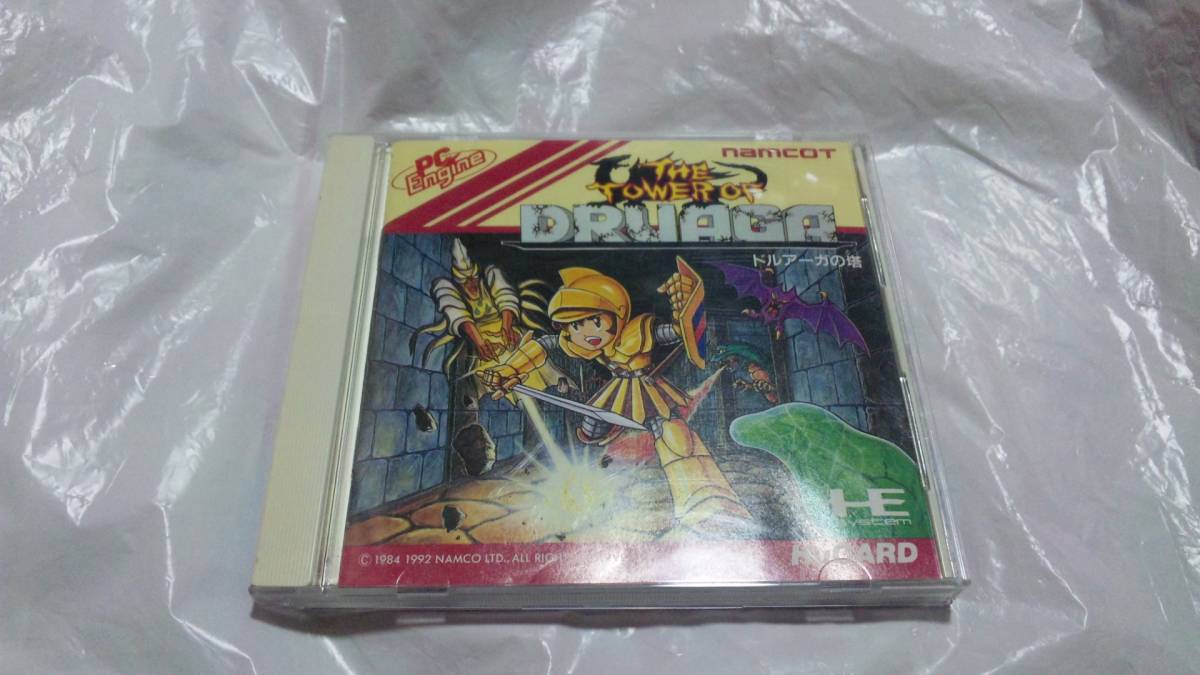 PC Engine
namcot
THE
TOWER OF
DRUAGA
ドルアーガの塔
HE
System
© 1984 1992 NAMCO LTD., ALL